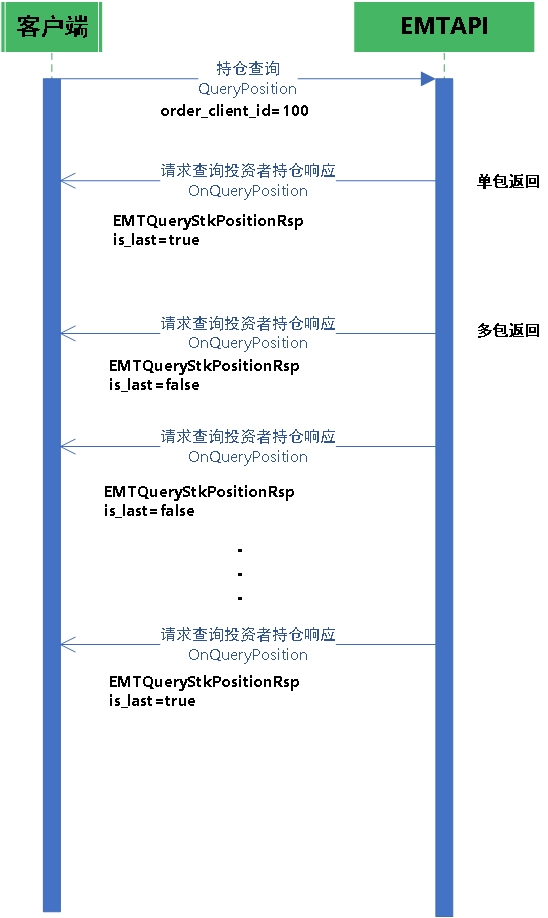 客户端
EMTAPI
持仓查询
QueryPosition
order_client_id=100
请求查询投资者持仓响应
OnQueryPosition
单包返回
EMTQueryStkPositionRsp
is_last=true
请求查询投资者持仓响应
OnQueryPosition
多包返回
EMTQueryStkPositionRsp
is_last=false
请求查询投资者持仓响应
OnQueryPosition
EMTQueryStkPositionRsp
is_last=false
.
.
.
请求查询投资者持仓响应
OnQueryPosition
EMTQueryStkPositionRsp
is_last=true